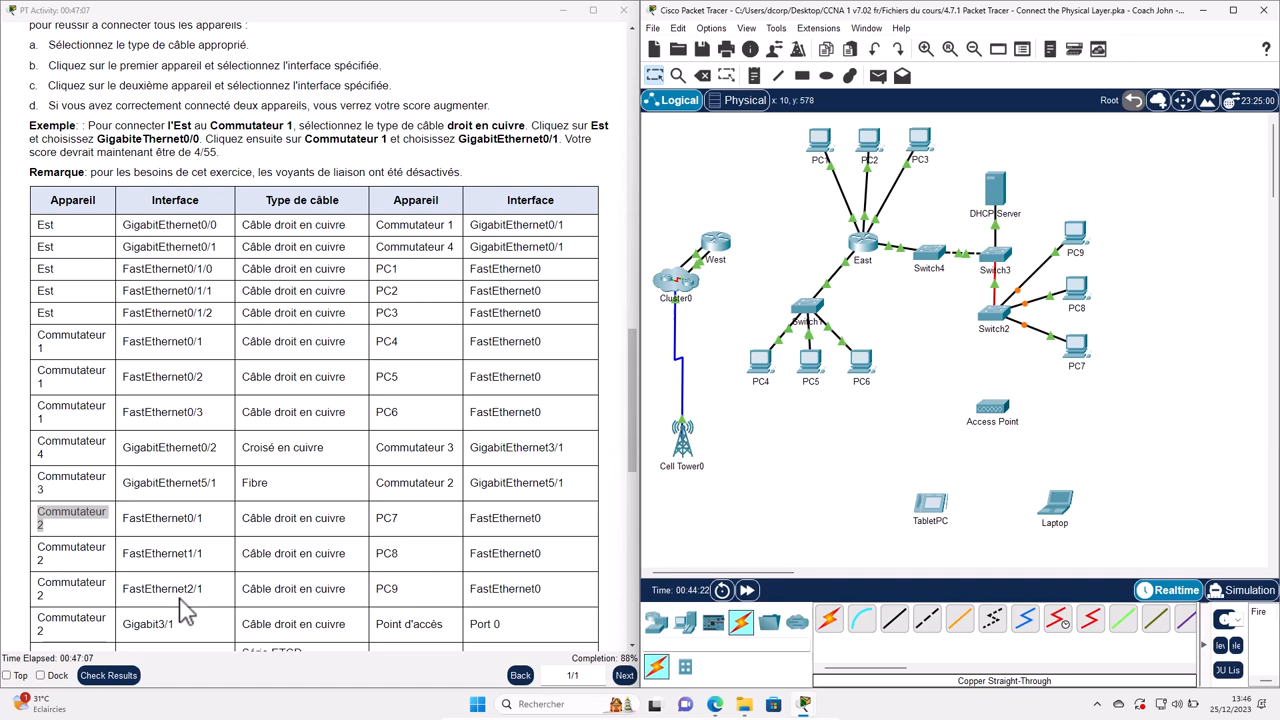 PT Activity: 00:47:07
pour réussir à connecter tous les appareils :
a. Sélectionnez le type de câble approprié.
b. Cliquez sur le premier appareil et sélectionnez l'interface spécifiée.
c. Cliquez sur le deuxième appareil et sélectionnez l'interface spécifiée.
d. Si vous avez correctement connecté deux appareils, vous verrez votre score augmenter.
Exemple : : Pour connecter l'Est au Commutateur 1, sélectionnez le type de câble droit en cuivre. Cliquez sur Est
et choisissez GigabiteThernet0/0. Cliquez ensuite sur Commutateur 1 et choisissez GigabitEthernet0/1. Votre
score devrait maintenant être de 4/55.
Remarque: pour les besoins de cet exercice, les voyants de liaison ont été désactivés.
Appareil Interface Type de câble Appareil Interface
Est GigabitEthernet0/0 Câble droit en cuivre Commutateur 1 GigabitEthernet0/1
Est GigabitEthernet0/1 Câble droit en cuivre Commutateur 4 GigabitEthernet0/1
Est FastEthernet0/1/0 Câble droit en cuivre PC1 FastEthernet0
Est FastEthernet0/1/1 Câble droit en cuivre PC2 FastEthernet0
Est FastEthernet0/1/2 Câble droit en cuivre PC3 FastEthernet0
Commutateur 1 FastEthernet0/1 Câble droit en cuivre PC4 FastEthernet0
Commutateur 1 FastEthernet0/2 Câble droit en cuivre PC5 FastEthernet0
Commutateur 1 FastEthernet0/3 Câble droit en cuivre PC6 FastEthernet0
Commutateur 4 GigabitEthernet0/2 Croisé en cuivre Commutateur 3 GigabitEthernet3/1
Commutateur 3 GigabitEthernet5/1 Fibre Commutateur 2 GigabitEthernet5/1
Commutateur 2 FastEthernet0/1 Câble droit en cuivre PC7 FastEthernet0
Commutateur 2 FastEthernet1/1 Câble droit en cuivre PC8 FastEthernet0
Commutateur 2 FastEthernet2/1 Câble droit en cuivre PC9 FastEthernet0
Commutateur 2 Gigabit3/1 Câble droit en cuivre Point d'accès Port 0
Time Elapsed: 00:47:07 Completion: 88%
Top Dock Check Results Back 1/1 Next
Cisco Packet Tracer - C:/Users/dcorp/Desktop/CCNA 1 v7.02 fr/Fichiers du cours/4.7.1 Packet Tracer - Connect the Physical Layer.pka - Coach John
File Edit Options View Tools Extensions Window Help
Logical Physical x: 10, y: 578 Root 23:25:00
PC1 PC2 PC3
DHCP Server
West East Switch4 Switch3 PC9
Cluster0
PC8
Switch1 Switch2
PC7
PC4 PC5 PC6
Access Point
Cell Tower0
TabletPC Laptop
Time: 00:44:22 Realtime Simulation
Fire
Copper Straight-Through
31°C
Eclaircies
Rechercher
13:46
25/12/2023